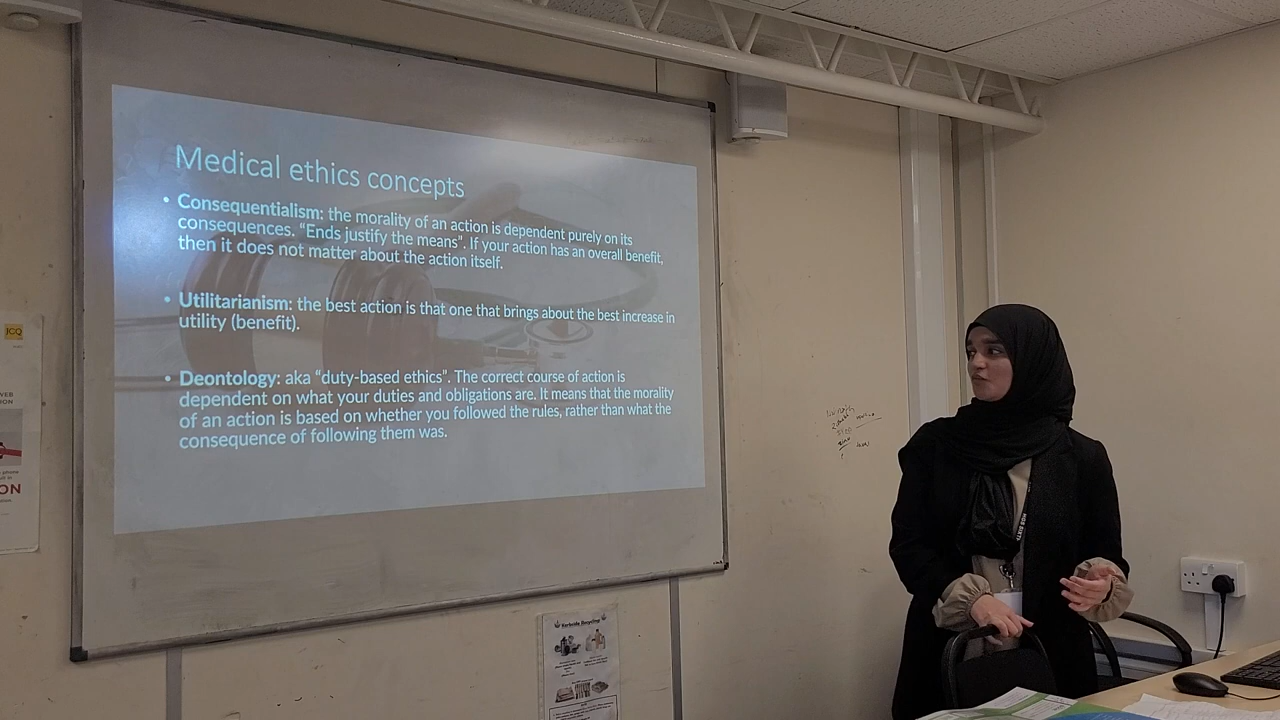 Medical ethics concepts
• Consequentialism: the morality of an action is dependent purely on its
consequences. “Ends justify the means”. If your action has an overall benefit,
then it does not matter about the action itself.
• Utilitarianism: the best action is that one that brings about the best increase in
utility (benefit).
• Deontology: aka “duty-based ethics”. The correct course of action is
dependent on what your duties and obligations are. It means that the morality
of an action is based on whether you followed the rules, rather than what the
consequence of following them was.
JCQ
WEB
ON
Kerbside Recycling